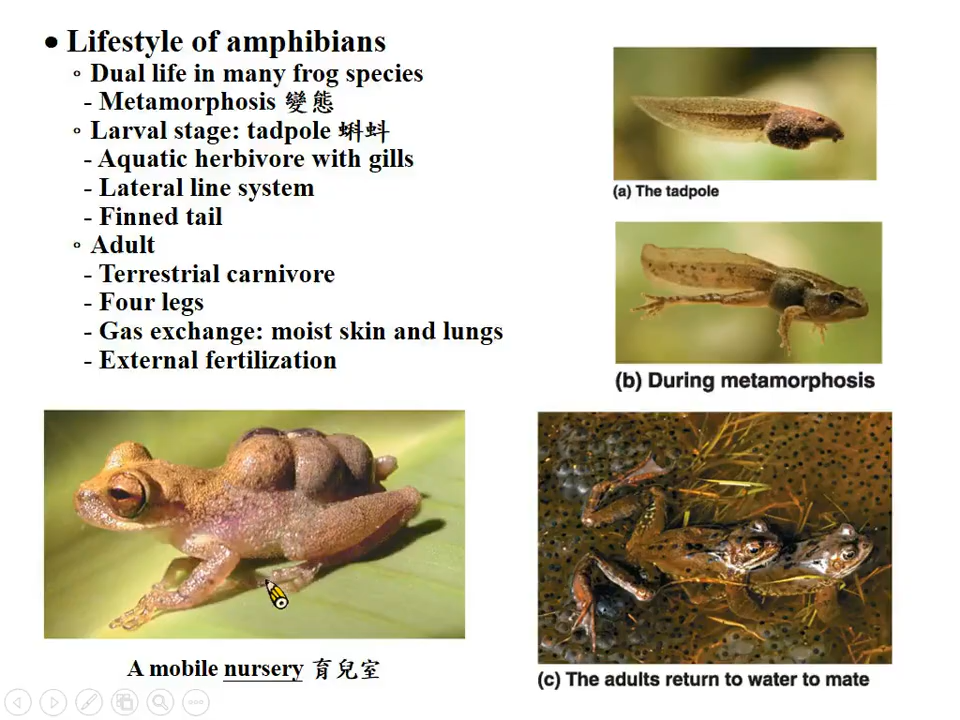 • Lifestyle of amphibians
◦ Dual life in many frog species
- Metamorphosis 變態
◦ Larval stage: tadpole 蝌蚪
- Aquatic herbivore with gills
- Lateral line system
- Finned tail
◦ Adult
- Terrestrial carnivore
- Four legs
- Gas exchange: moist skin and lungs
- External fertilization
(a) The tadpole
(b) During metamorphosis
A mobile nursery 育兒室
(c) The adults return to water to mate